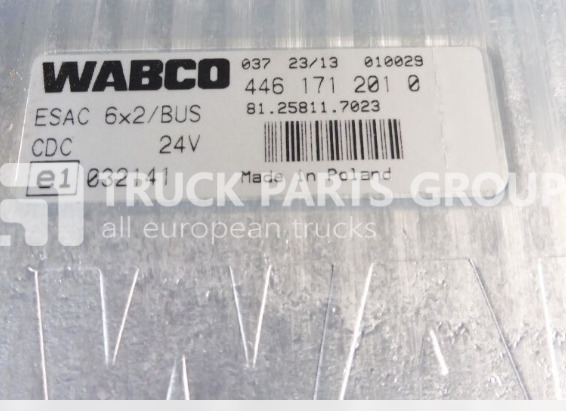 WABCO 037 23/13 010029
446 171 201 0
ESAC 6x2/BUS 81.25811.7023
CDC 24V
e1 032141 Made in Poland
TRUCK PARTS GROUP
all european trucks